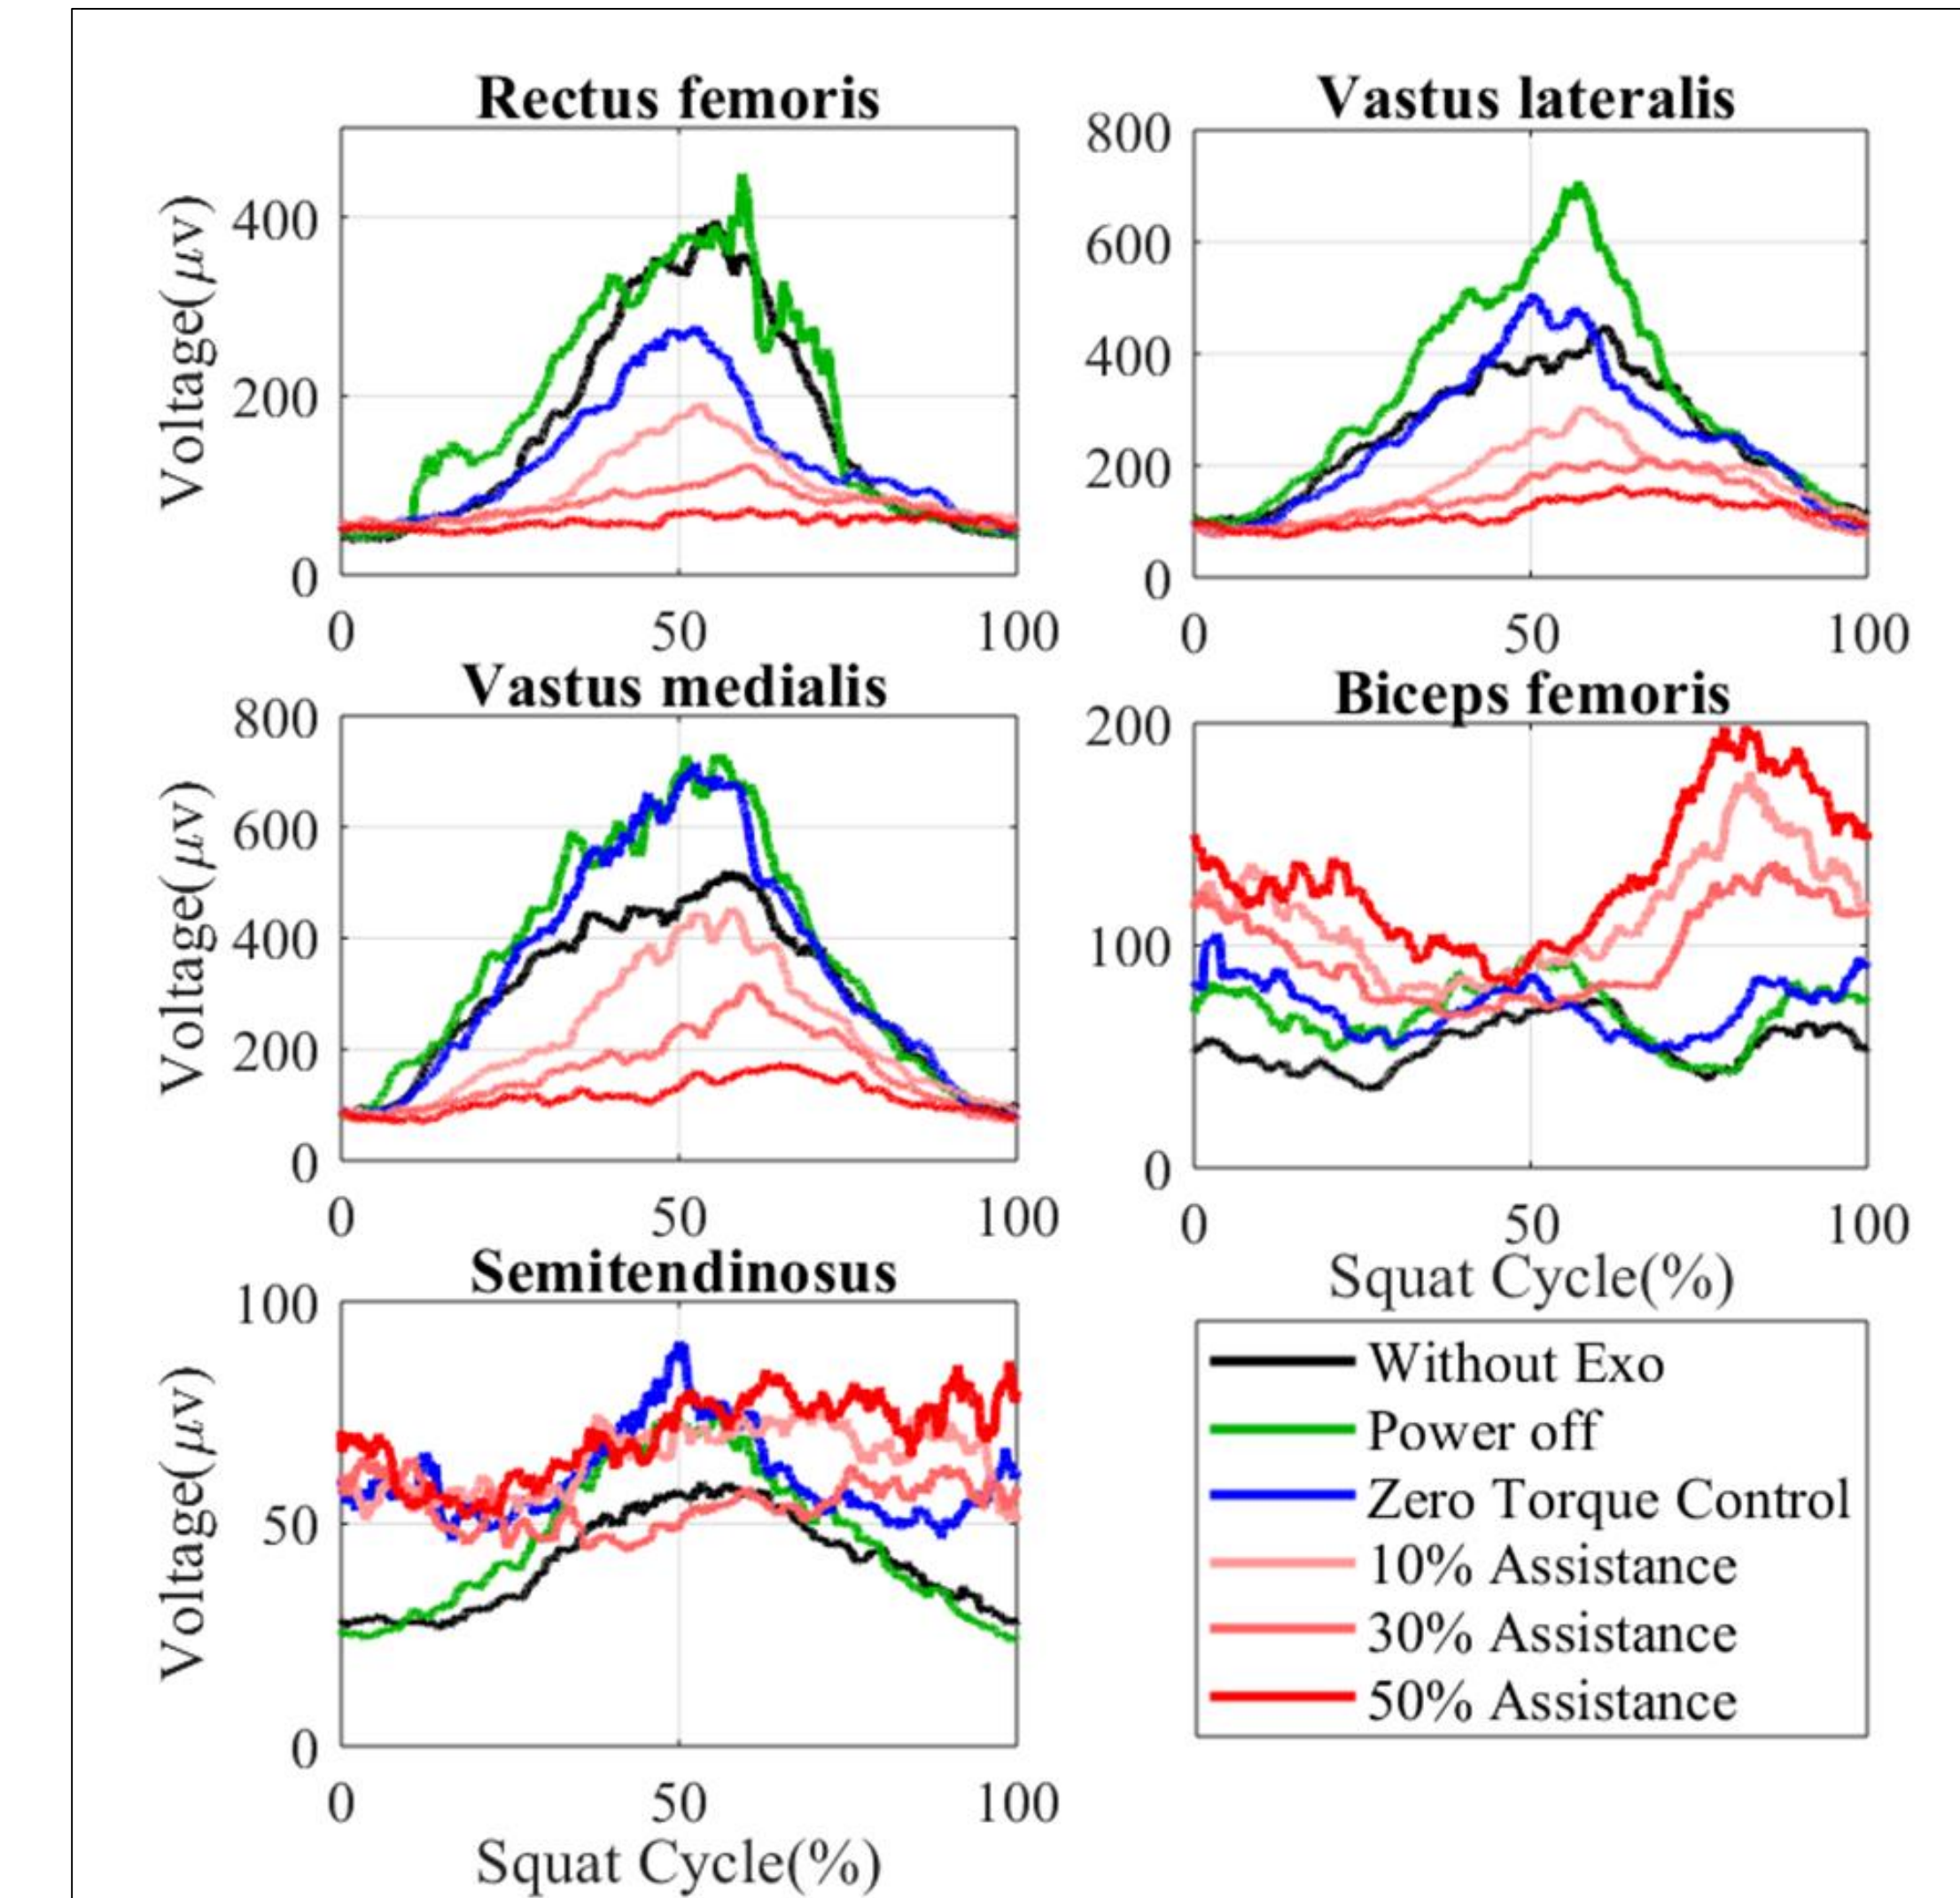 Rectus femoris
Voltage(μv)
400
200
0
0 50 100
Vastus lateralis
800
600
400
200
0
0 50 100
Vastus medialis
Voltage(μv)
800
600
400
200
0
0 50 100
Biceps femoris
200
100
0
0 50 100
Squat Cycle(%)
Semitendinosus
Voltage(μv)
100
50
0
0 50 100
Squat Cycle(%)
Without Exo
Power off
Zero Torque Control
10% Assistance
30% Assistance
50% Assistance